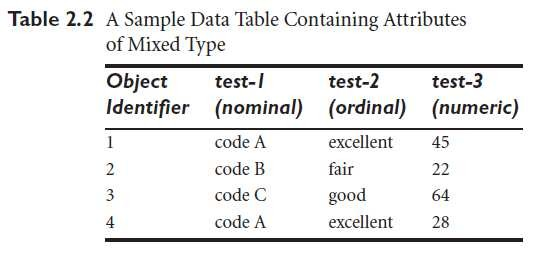 Table 2.2 A Sample Data Table Containing Attributes
of Mixed Type
Object test-1 test-2 test-3
Identifier (nominal) (ordinal) (numeric)
1 code A excellent 45
2 code B fair 22
3 code C good 64
4 code A excellent 28